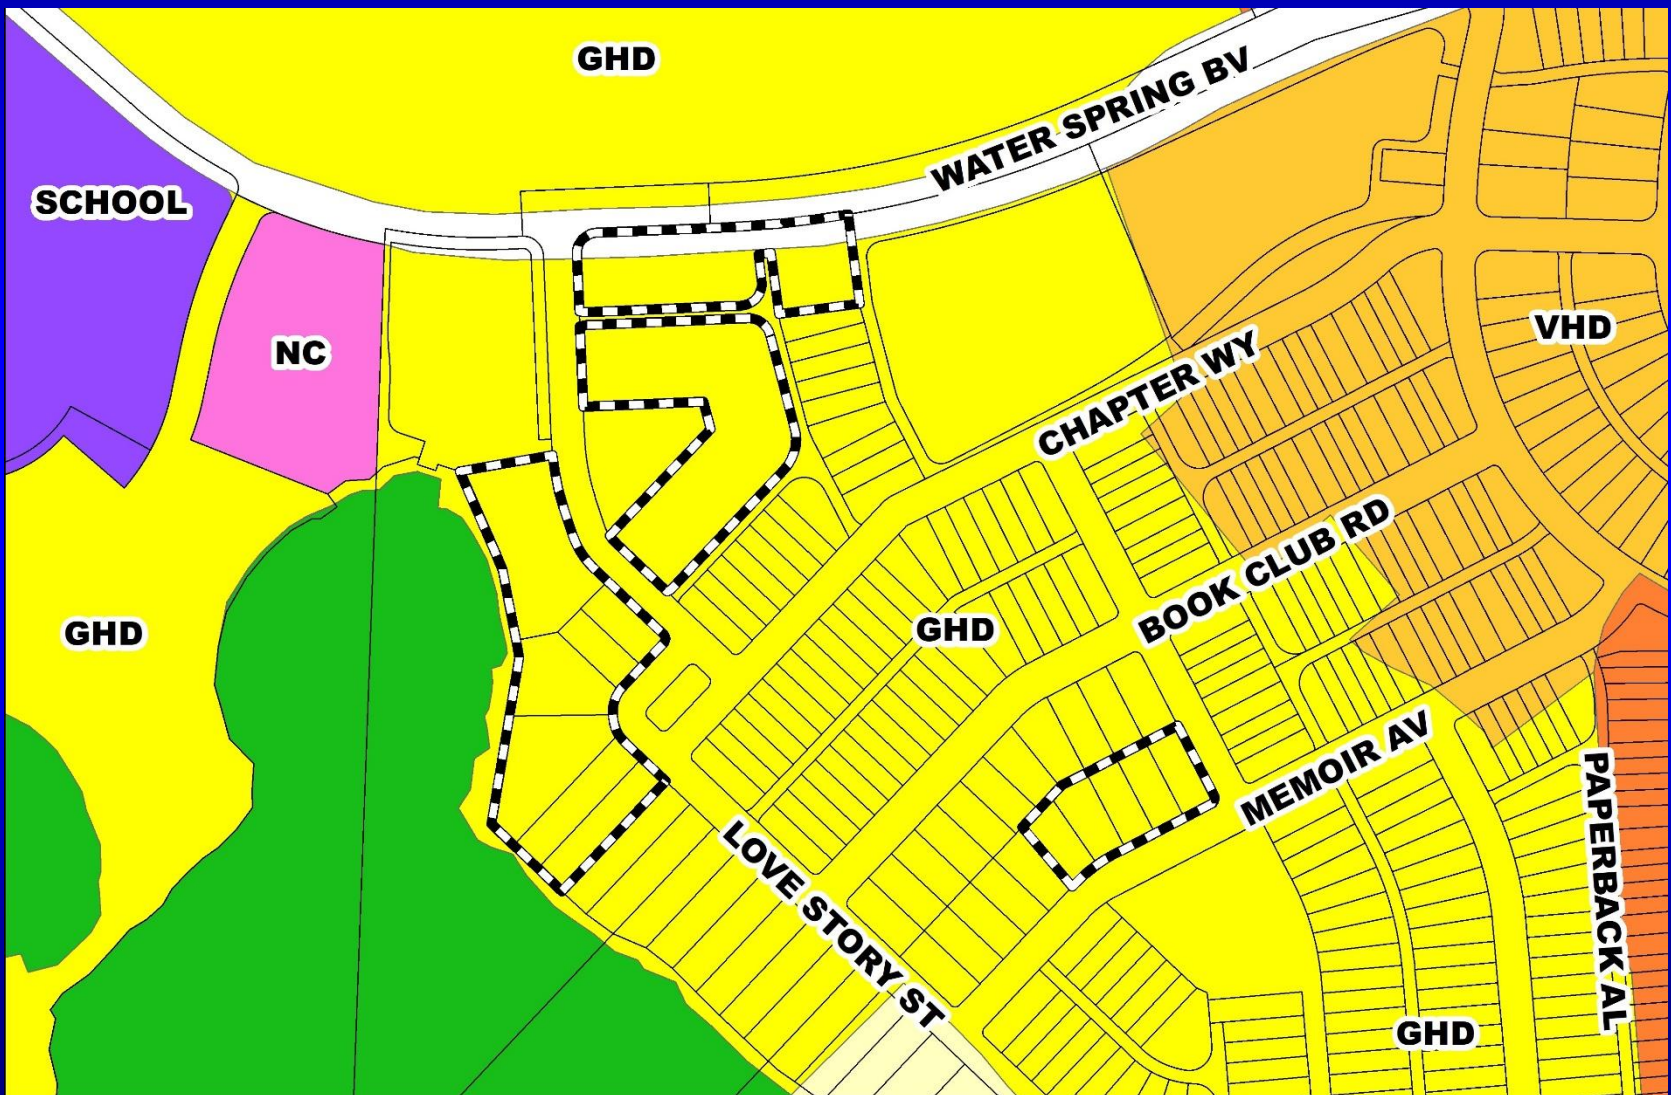 GHD
WATER SPRING BV
SCHOOL
NC
VHD
CHAPTER WY
BOOK CLUB RD
GHD
GHD
MEMOIR AV
PAPERBACK AL
LOVE STORY ST
GHD